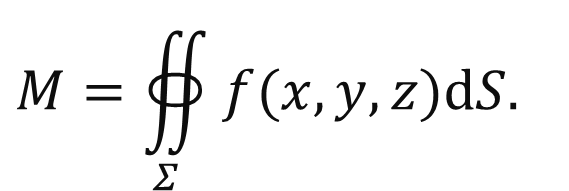 M = ∯_Σ f(x, y, z)dS.